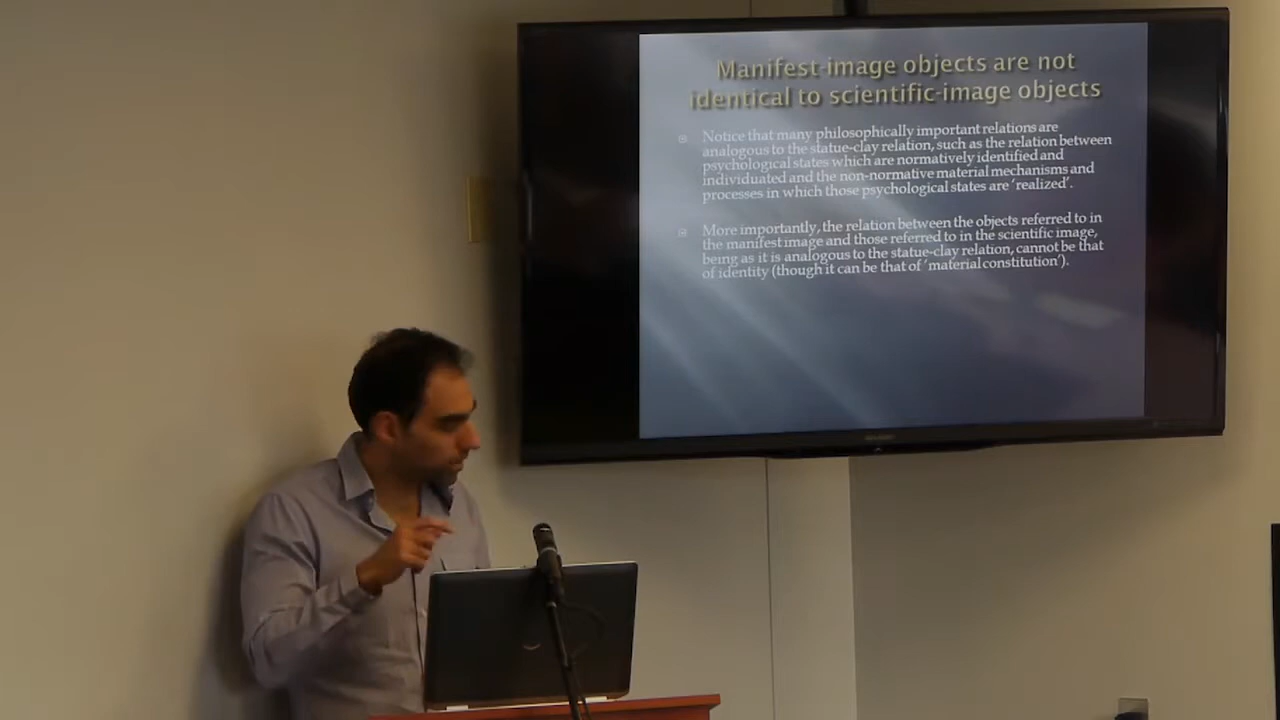 Manifest-image objects are not
identical to scientific-image objects
Notice that many philosophically important relations are
analogous to the statue-clay relation, such as the relation between
psychological states which are normatively identified and
individuated and the non-normative material mechanisms and
processes in which those psychological states are 'realized'.
More importantly, the relation between the objects referred to in
the manifest image and those referred to in the scientific image,
being as it is analogous to the statue-clay relation, cannot be that
of identity (though it can be that of 'material constitution').